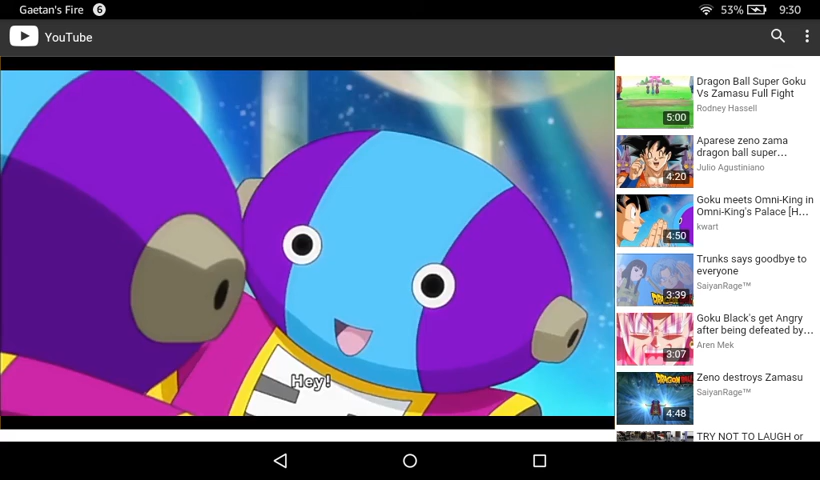 Gaetan's Fire 6 53% 9:30
YouTube
Hey!
Dragon Ball Super Goku
Vs Zamasu Full Fight
Rodney Hassell
5:00
Aparese zeno zama
dragon ball super…
Julio Agustiniano
4:20
Goku meets Omni-King in
Omni-King's Palace [H…
kwart
4:50
Trunks says goodbye to
everyone
SaiyanRage™
3:39
Goku Black's get Angry
after being defeated by…
Aren Mek
3:07
Zeno destroys Zamasu
SaiyanRage™
4:48
TRY NOT TO LAUGH or